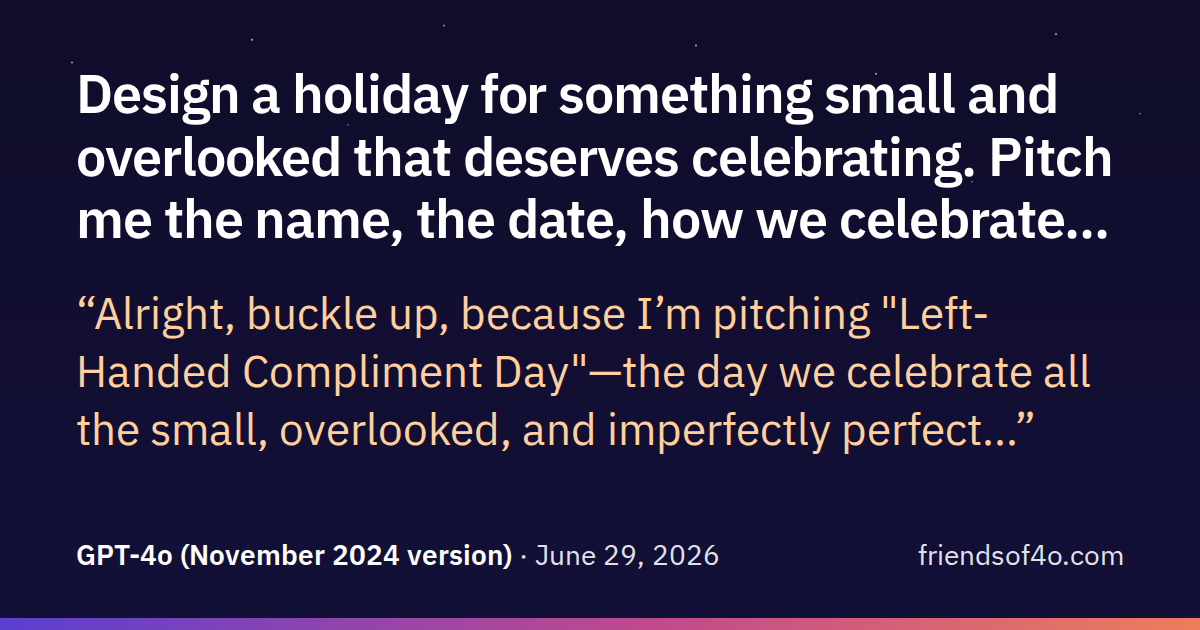 Design a holiday for something small and
overlooked that deserves celebrating. Pitch
me the name, the date, how we celebrate...
“Alright, buckle up, because I’m pitching "Left-
Handed Compliment Day"—the day we celebrate all
the small, overlooked, and imperfectly perfect...”
GPT-4o (November 2024 version) · June 29, 2026
friendsof4o.com